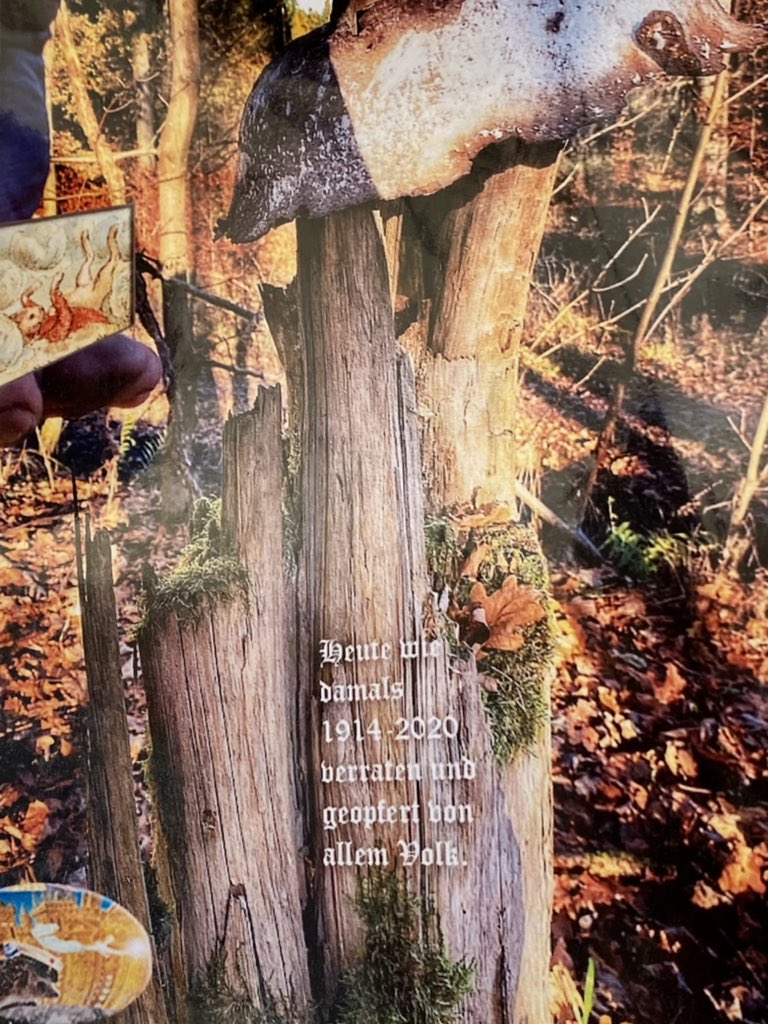 Heute wie
damals
1914-2020
verraten und
geopfert von
allem Volk.